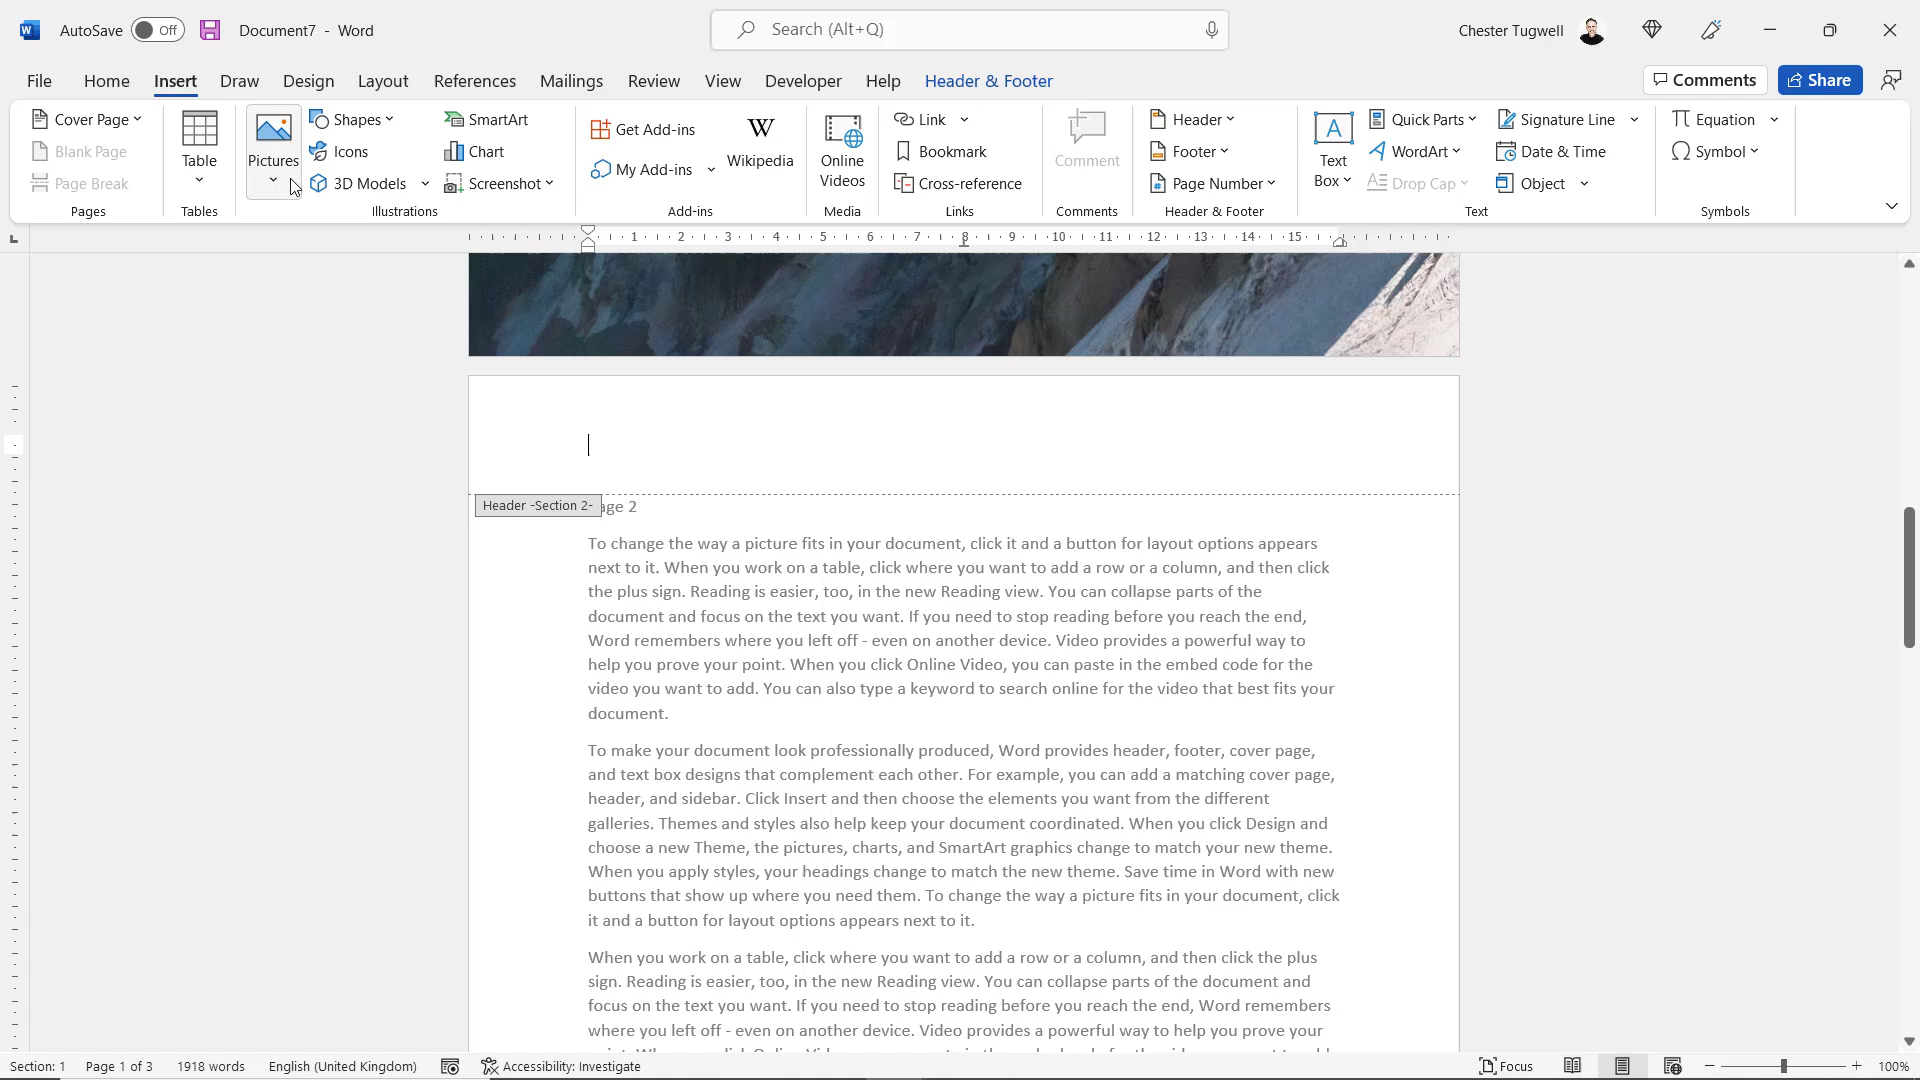 AutoSave Off Document7 - Word Search (Alt+Q) Chester Tugwell
File Home Insert Draw Design Layout References Mailings Review View Developer Help Header & Footer Comments Share
Cover Page
Blank Page
Page Break
Pages
Table
Tables
Pictures
Shapes
Icons
3D Models
SmartArt
Chart
Screenshot
Illustrations
Get Add-ins
My Add-ins
W
Wikipedia
Add-ins
Online
Videos
Media
Link
Bookmark
Cross-reference
Links
Comment
Comments
Header
Footer
Page Number
Header & Footer
Text
Box
Quick Parts
WordArt
Drop Cap
Signature Line
Date & Time
Object
Text
Equation
Symbol
Symbols
1 2 3 4 5 6 7 8 9 10 11 12 13 14 15
Header -Section 2- age 2
To change the way a picture fits in your document, click it and a button for layout options appears
next to it. When you work on a table, click where you want to add a row or a column, and then click
the plus sign. Reading is easier, too, in the new Reading view. You can collapse parts of the
document and focus on the text you want. If you need to stop reading before you reach the end,
Word remembers where you left off - even on another device. Video provides a powerful way to
help you prove your point. When you click Online Video, you can paste in the embed code for the
video you want to add. You can also type a keyword to search online for the video that best fits your
document.
To make your document look professionally produced, Word provides header, footer, cover page,
and text box designs that complement each other. For example, you can add a matching cover page,
header, and sidebar. Click Insert and then choose the elements you want from the different
galleries. Themes and styles also help keep your document coordinated. When you click Design and
choose a new Theme, the pictures, charts, and SmartArt graphics change to match your new theme.
When you apply styles, your headings change to match the new theme. Save time in Word with new
buttons that show up where you need them. To change the way a picture fits in your document, click
it and a button for layout options appears next to it.
When you work on a table, click where you want to add a row or a column, and then click the plus
sign. Reading is easier, too, in the new Reading view. You can collapse parts of the document and
focus on the text you want. If you need to stop reading before you reach the end, Word remembers
where you left off - even on another device. Video provides a powerful way to help you prove your
Section: 1 Page 1 of 3 1918 words English (United Kingdom) Accessibility: Investigate Focus 100%